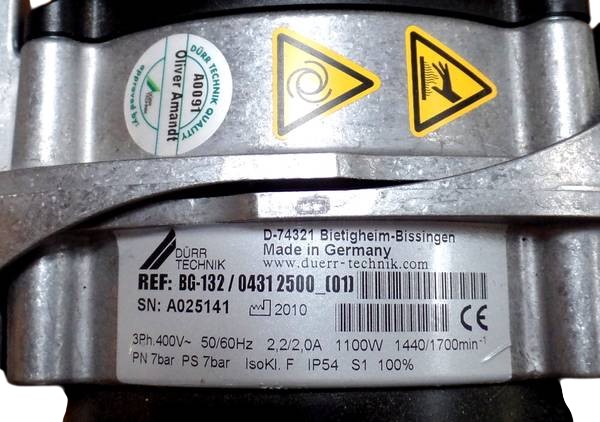 DÜRR TECHNIK QUALITY
A0091
Oliver Amandt
approved by:
DÜRR
TECHNIK
D-74321 Bietigheim-Bissingen
Made in Germany
www.duerr-technik.com
REF: BG-132 / 0431 2500_(01)
SN: A025141 2010
CE
3Ph.400V~ 50/60Hz 2,2/2,0A 1100W 1440/1700min⁻¹
PN 7bar PS 7bar IsoKl. F IP54 S1 100%